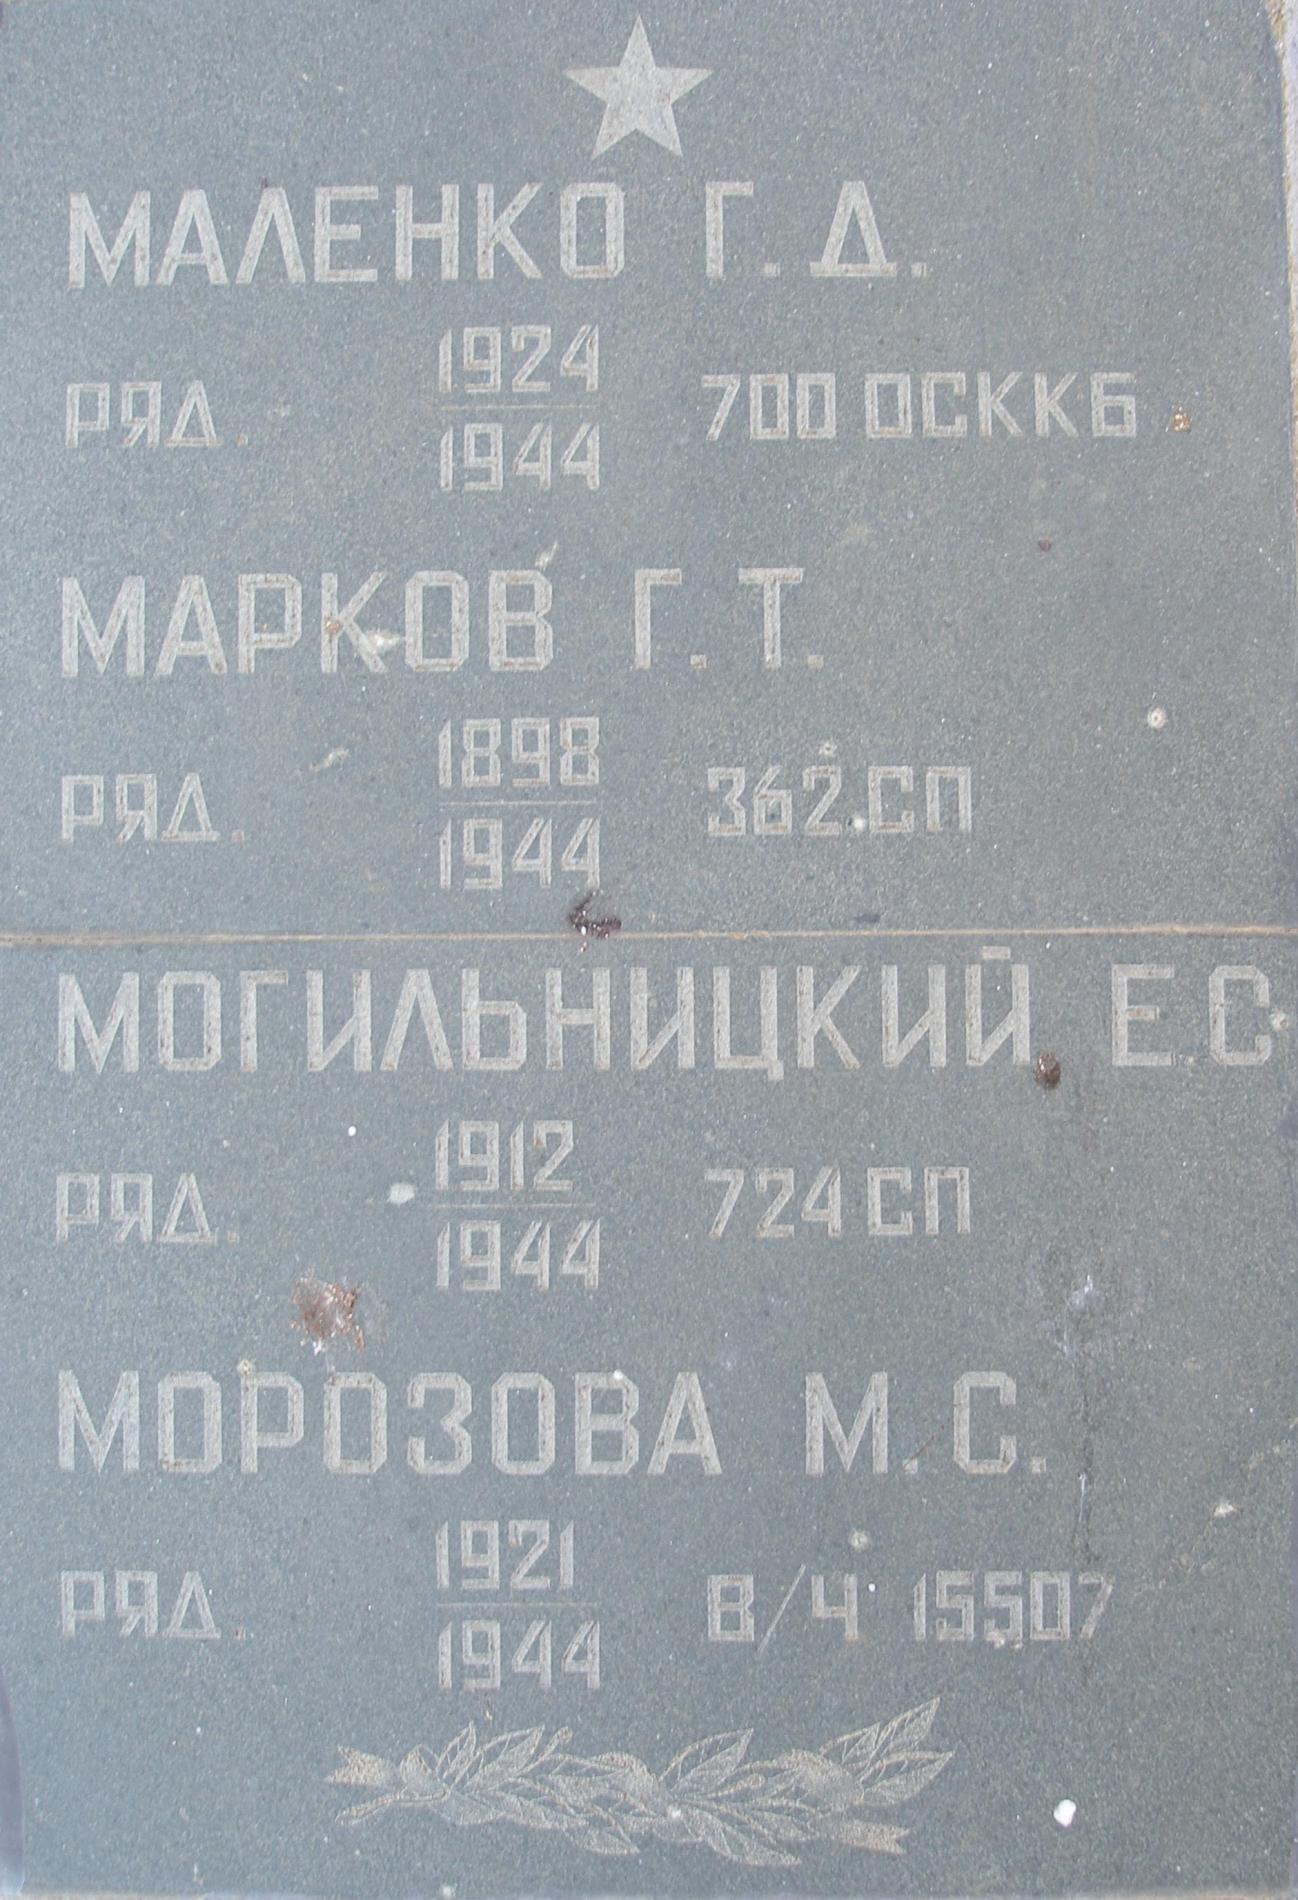 МАЛЕНКО Г. Д.
РЯД. 1924 700 ОСККБ
1944
МАРКОВ Г. Т.
РЯД. 1898 362 СП
1944
МОГИЛЬНИЦКИЙ Е.С
РЯД. 1912 724 СП
1944
МОРОЗОВА М. С.
РЯД. 1921 В/Ч 15507
1944